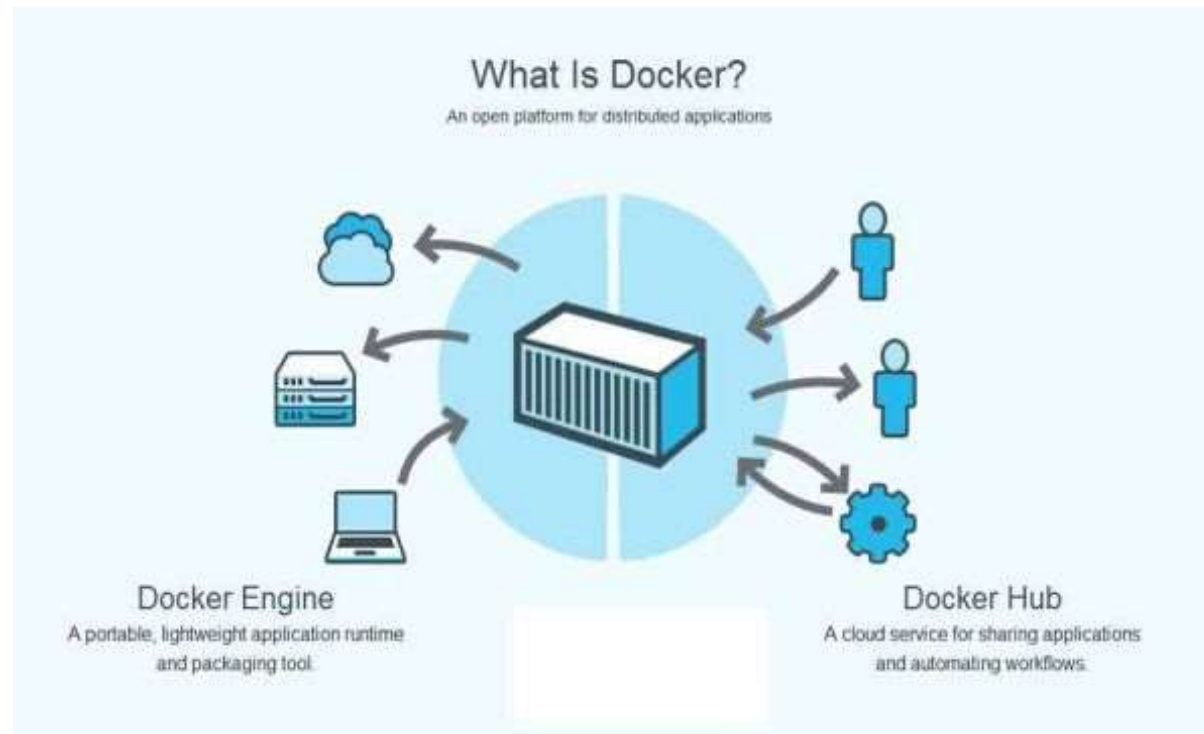 What Is Docker?
An open platform for distributed applications
Docker Engine
A portable, lightweight application runtime
and packaging tool.
Docker Hub
A cloud service for sharing applications
and automating workflows.